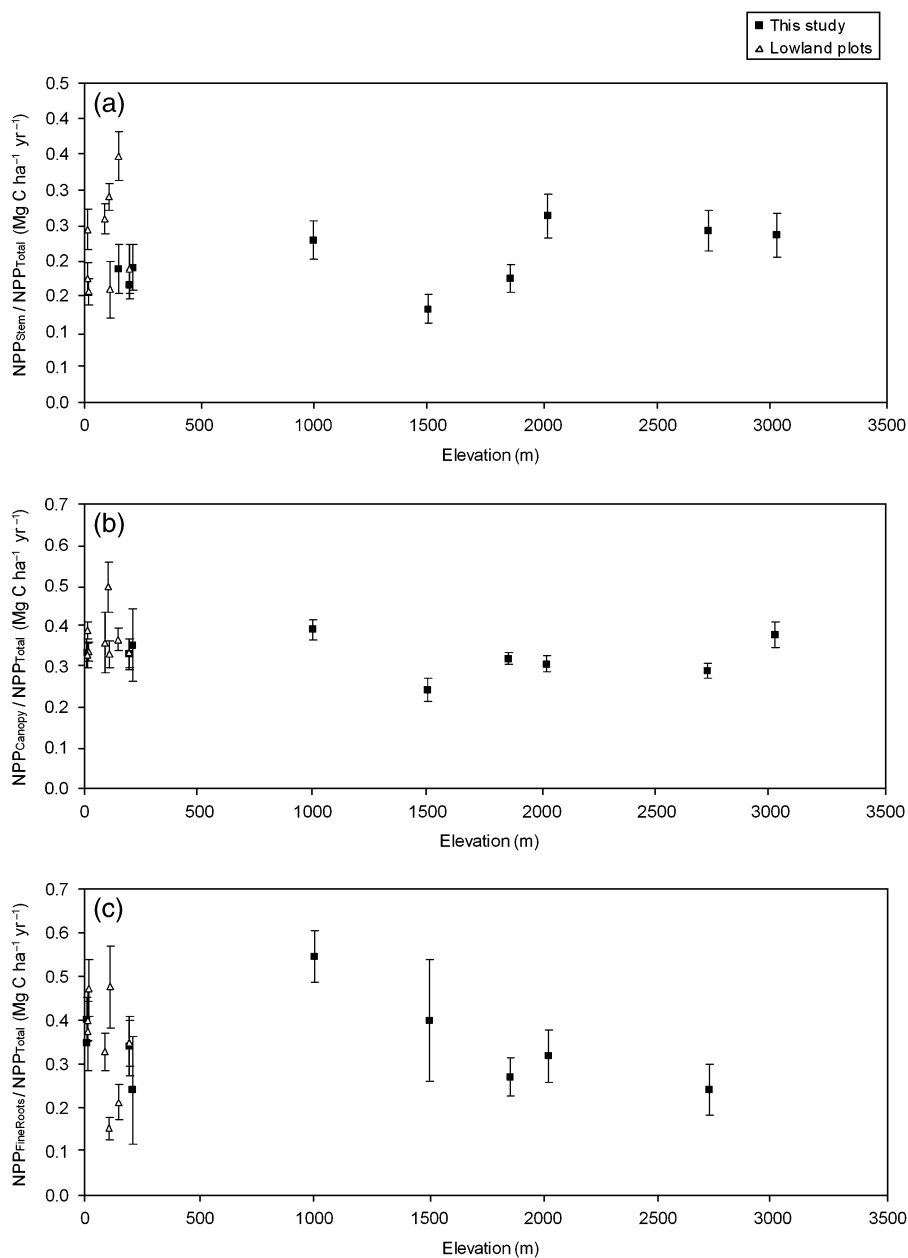 This study
Lowland plots
(a)
NPPStem / NPPTotal (Mg C ha−1 yr−1)
0.5
0.4
0.4
0.3
0.3
0.2
0.2
0.1
0.1
0.0
0 500 1000 1500 2000 2500 3000 3500
Elevation (m)
(b)
NPPCanopy / NPPTotal (Mg C ha−1 yr−1)
0.7
0.6
0.5
0.4
0.3
0.2
0.1
0.0
0 500 1000 1500 2000 2500 3000 3500
Elevation (m)
(c)
NPPFineRoots / NPPTotal (Mg C ha−1 yr−1)
0.7
0.6
0.5
0.4
0.3
0.2
0.1
0.0
0 500 1000 1500 2000 2500 3000 3500
Elevation (m)